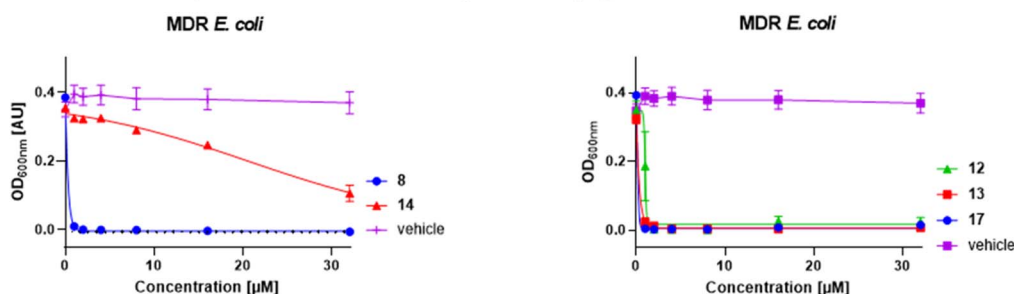 MDR E. coli
OD600nm [AU]
0.4
0.2
0.0
0 10 20 30
Concentration [µM]
8
14
vehicle
MDR E. coli
OD600nm
0.4
0.2
0.0
0 10 20 30
Concentration [µM]
12
13
17
vehicle